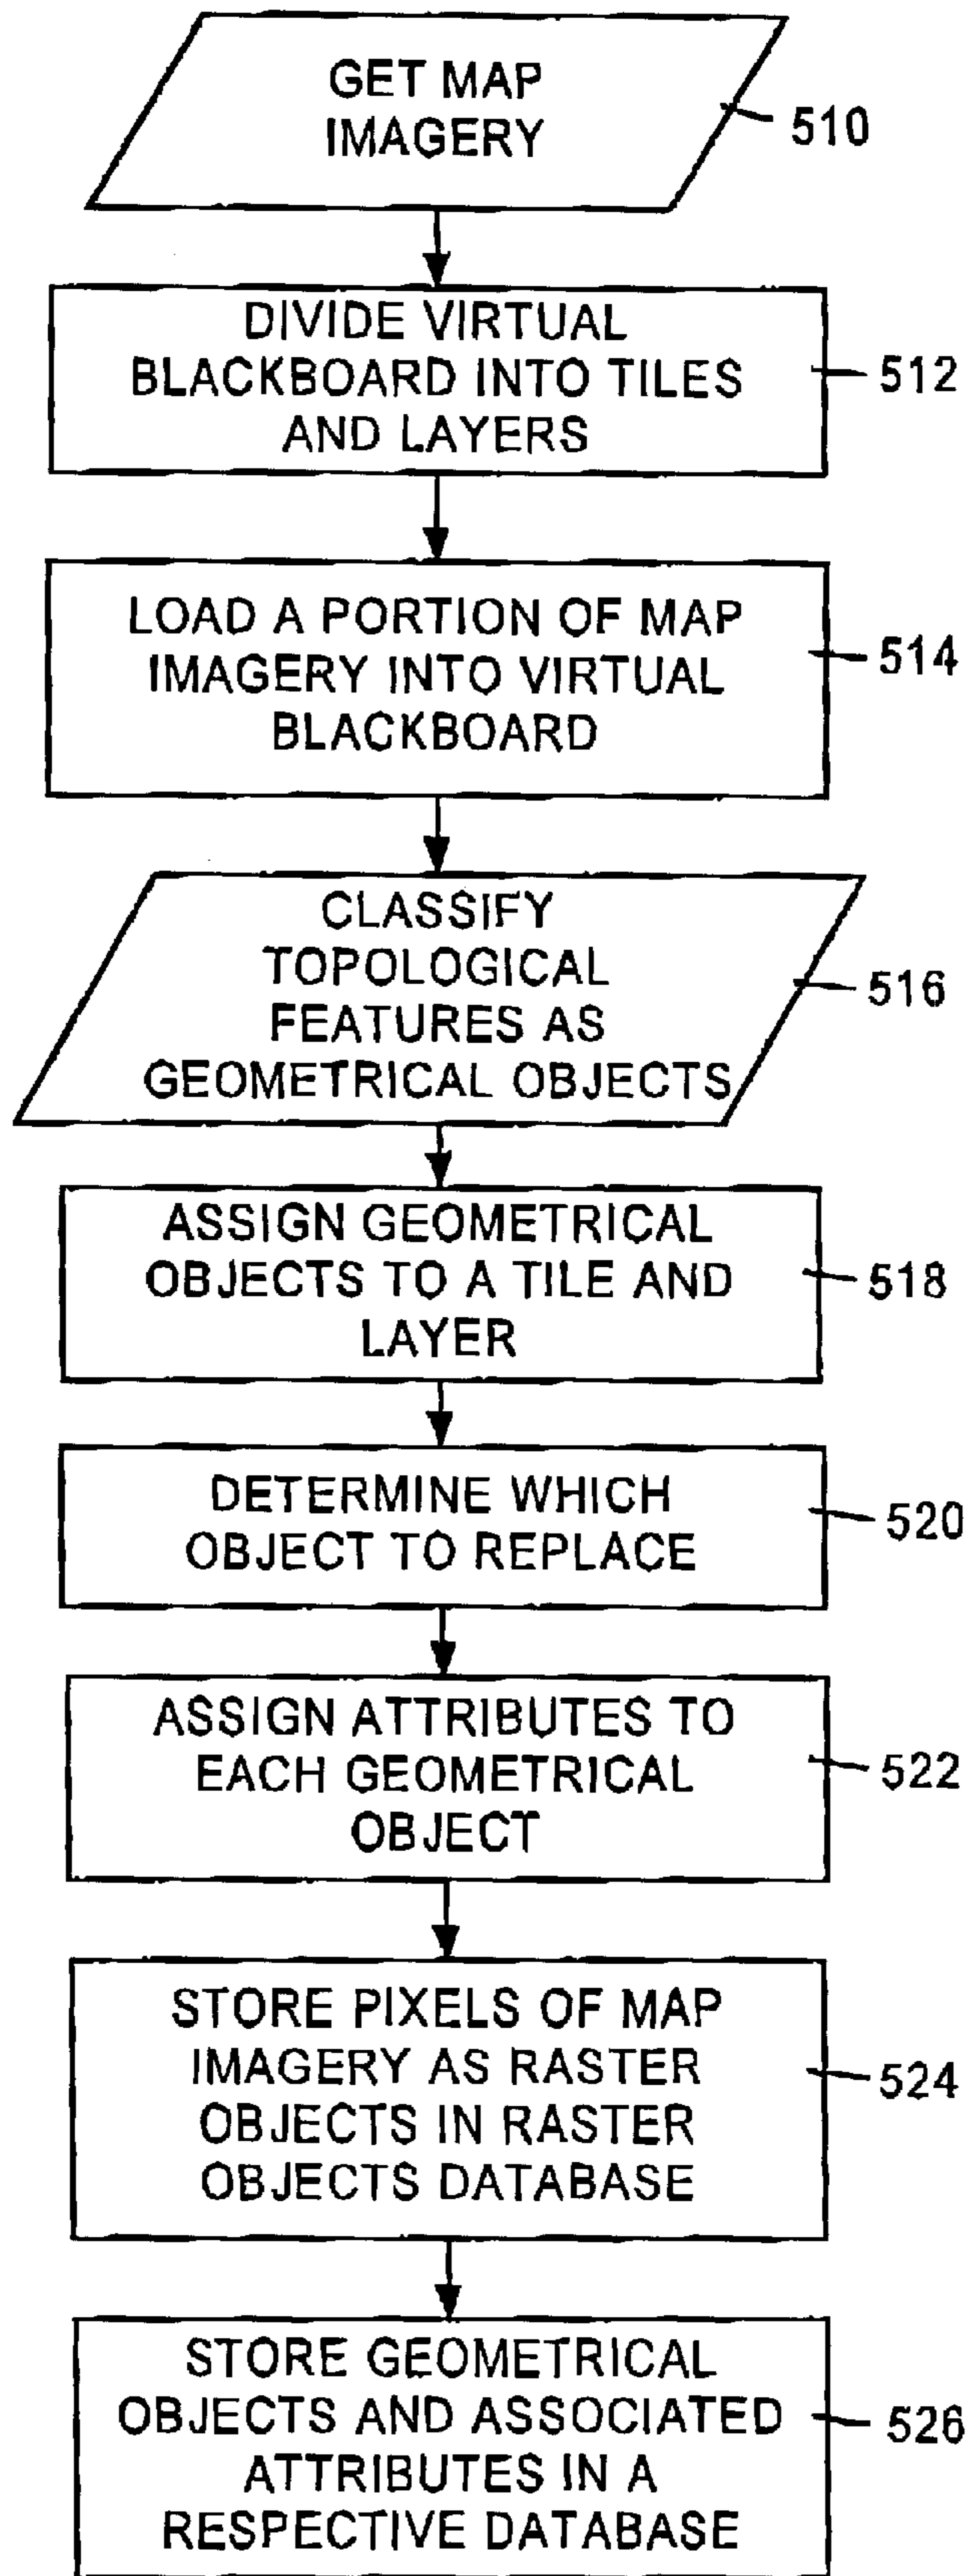 GET MAP
IMAGERY
510
DIVIDE VIRTUAL
BLACKBOARD INTO TILES
AND LAYERS
512
LOAD A PORTION OF MAP
IMAGERY INTO VIRTUAL
BLACKBOARD
514
CLASSIFY
TOPOLOGICAL
FEATURES AS
GEOMETRICAL OBJECTS
516
ASSIGN GEOMETRICAL
OBJECTS TO A TILE AND
LAYER
518
DETERMINE WHICH
OBJECT TO REPLACE
520
ASSIGN ATTRIBUTES TO
EACH GEOMETRICAL
OBJECT
522
STORE PIXELS OF MAP
IMAGERY AS RASTER
OBJECTS IN RASTER
OBJECTS DATABASE
524
STORE GEOMETRICAL
OBJECTS AND ASSOCIATED
ATTRIBUTES IN A
RESPECTIVE DATABASE
526